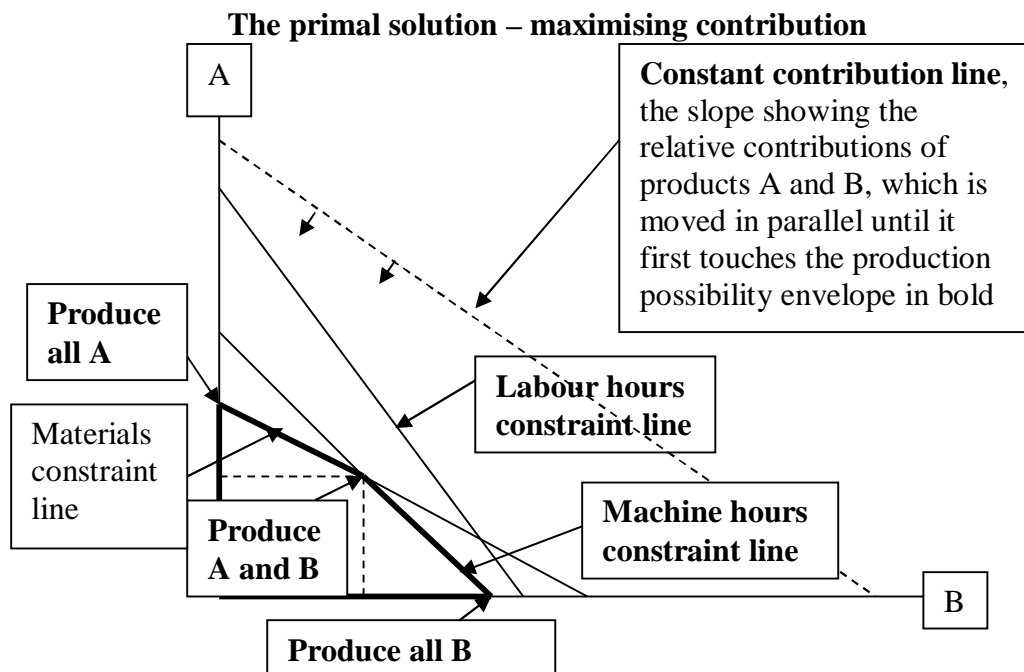 The primal solution – maximising contribution
A
Constant contribution line,
the slope showing the
relative contributions of
products A and B, which is
moved in parallel until it
first touches the production
possibility envelope in bold
Produce
all A
Labour hours
constraint line
Materials
constraint
line
Produce
A and B
Machine hours
constraint line
B
Produce all B